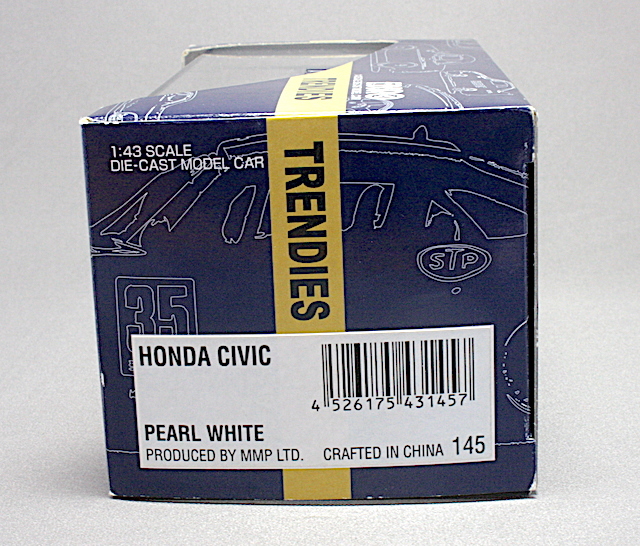 TRENDIES
1:43 SCALE
DIE-CAST MODEL CAR
TRENDIES
STP
35
HONDA CIVIC
4 526175 431457
PEARL WHITE
PRODUCED BY MMP LTD. CRAFTED IN CHINA 145